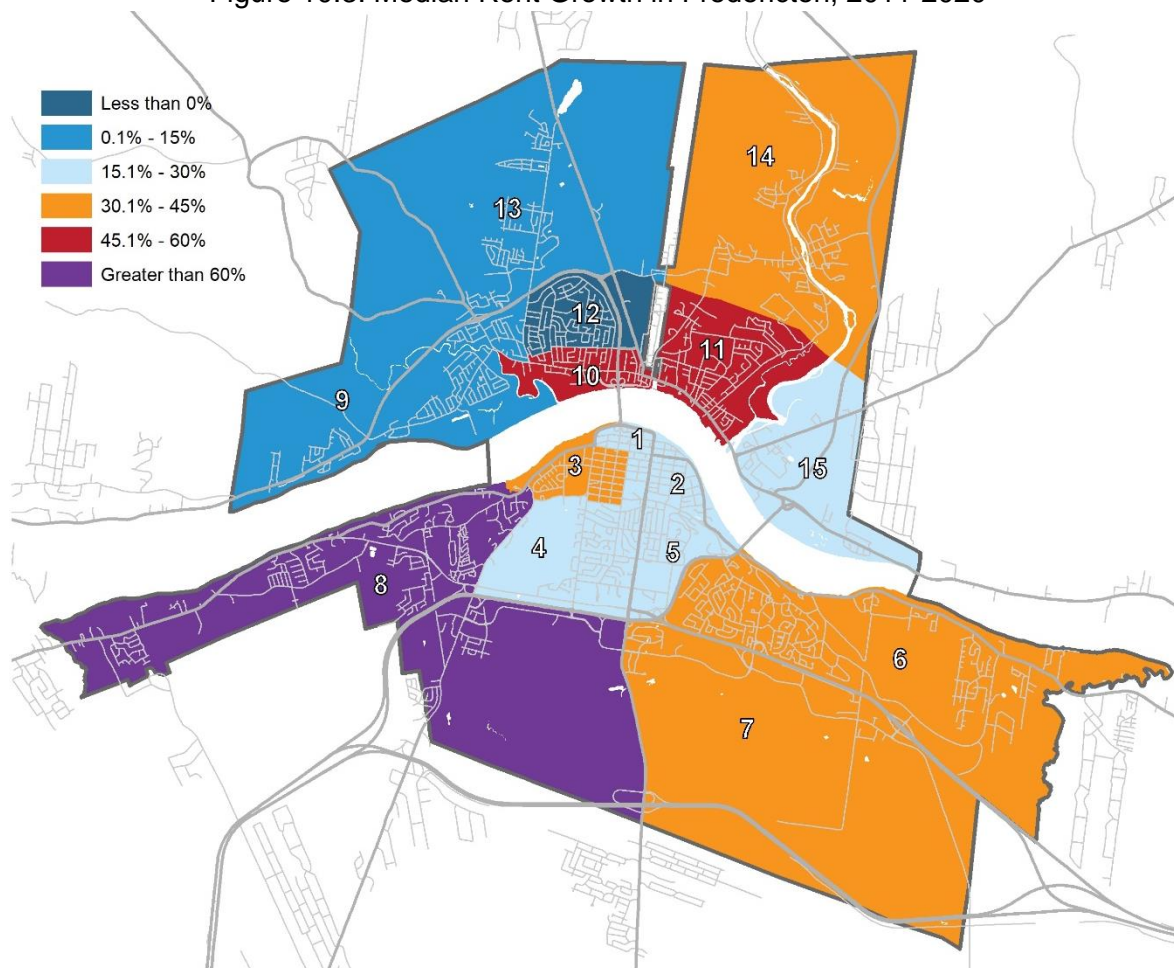 Figure Median Rent Growth in Fredericton, 2011-2020
Less than 0%
0.1% - 15%
15.1% - 30%
30.1% - 45%
45.1% - 60%
Greater than 60%
14
13
12
11
10
9
1
3
15
2
4
5
8
6
7